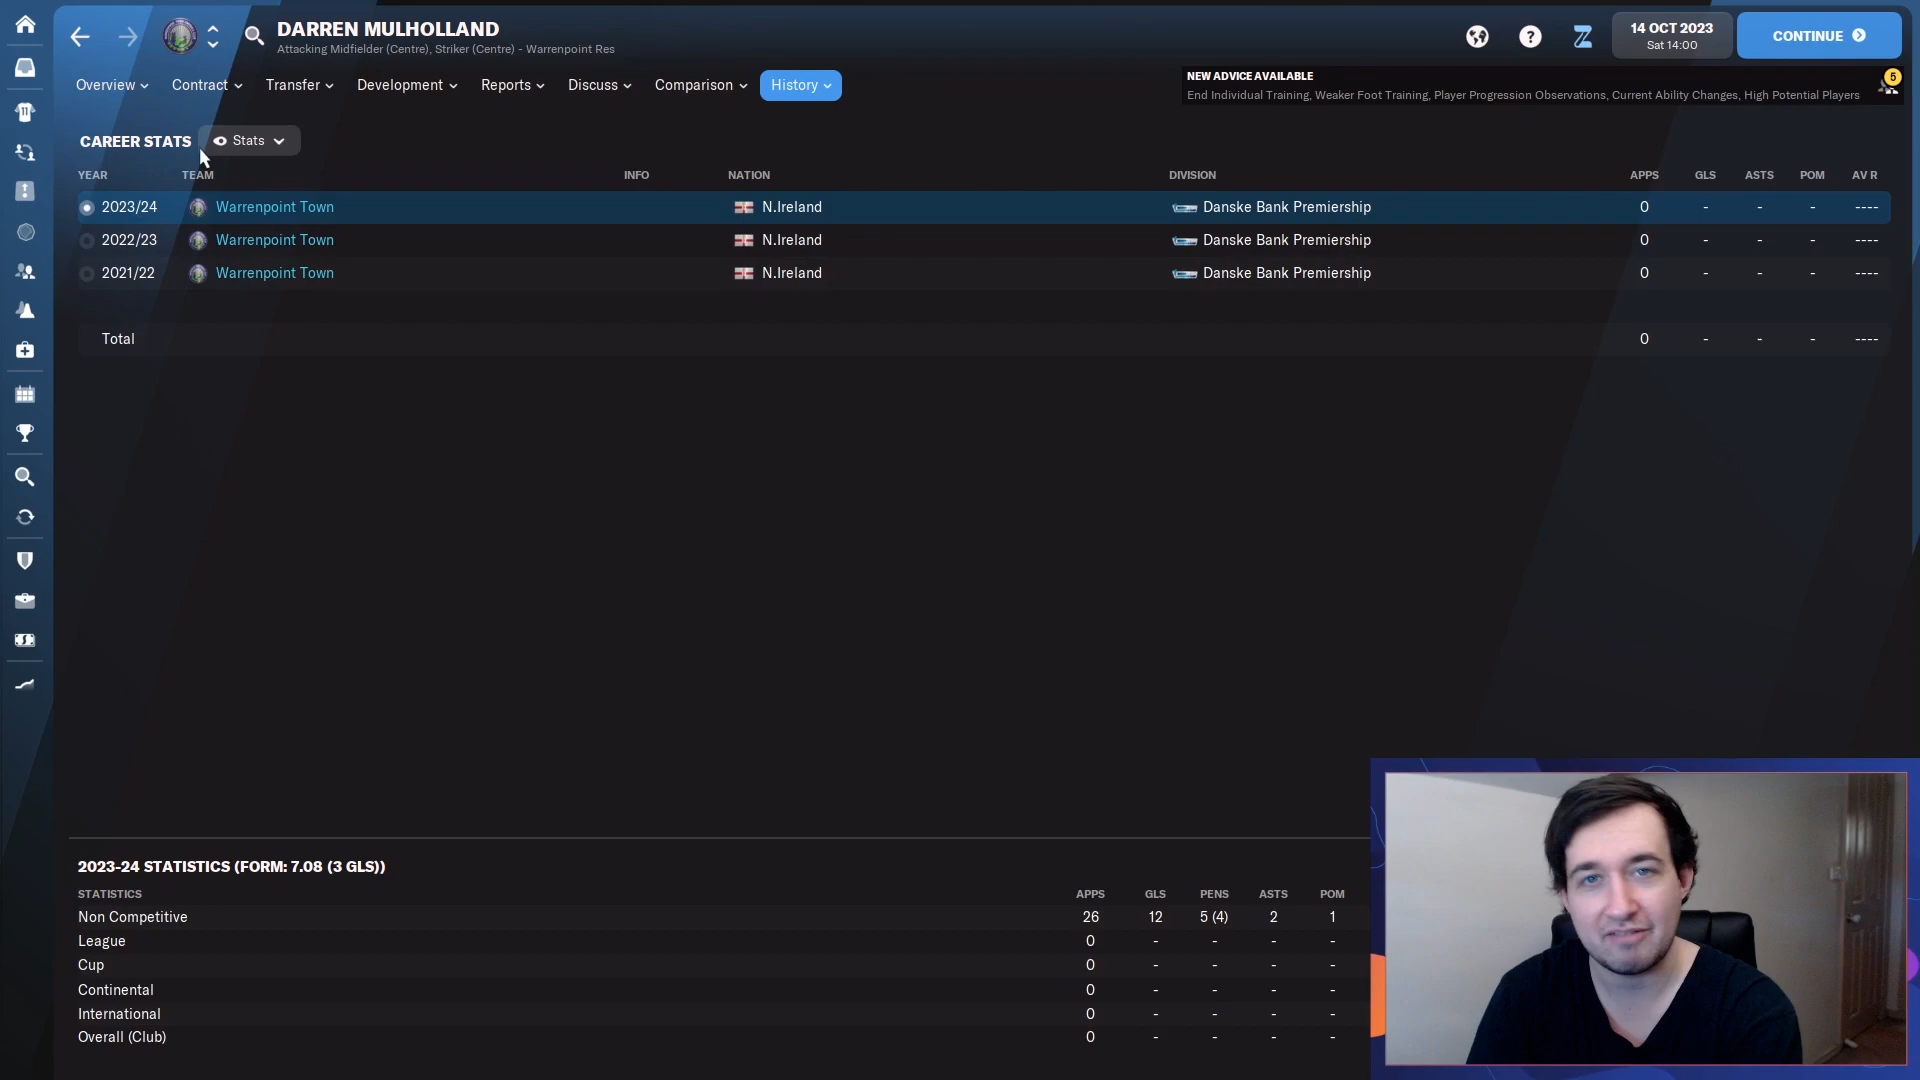 DARREN MULHOLLAND
Attacking Midfielder (Centre), Striker (Centre) - Warrenpoint Res
14 OCT 2023
Sat 14:00
CONTINUE
Overview Contract Transfer Development Reports Discuss Comparison History
NEW ADVICE AVAILABLE
End Individual Training, Weaker Foot Training, Player Progression Observations, Current Ability Changes, High Potential Players
5
CAREER STATS Stats
YEAR TEAM INFO NATION DIVISION APPS GLS ASTS POM AV R
2023/24 Warrenpoint Town N.Ireland Danske Bank Premiership 0 - - - ----
2022/23 Warrenpoint Town N.Ireland Danske Bank Premiership 0 - - - ----
2021/22 Warrenpoint Town N.Ireland Danske Bank Premiership 0 - - - ----
Total 0 - - - ----
2023-24 STATISTICS (FORM: 7.08 (3 GLS))
STATISTICS APPS GLS PENS ASTS POM
Non Competitive 26 12 5 (4) 2 1
League 0 - - - -
Cup 0 - - - -
Continental 0 - - - -
International 0 - - - -
Overall (Club) 0 - - - -